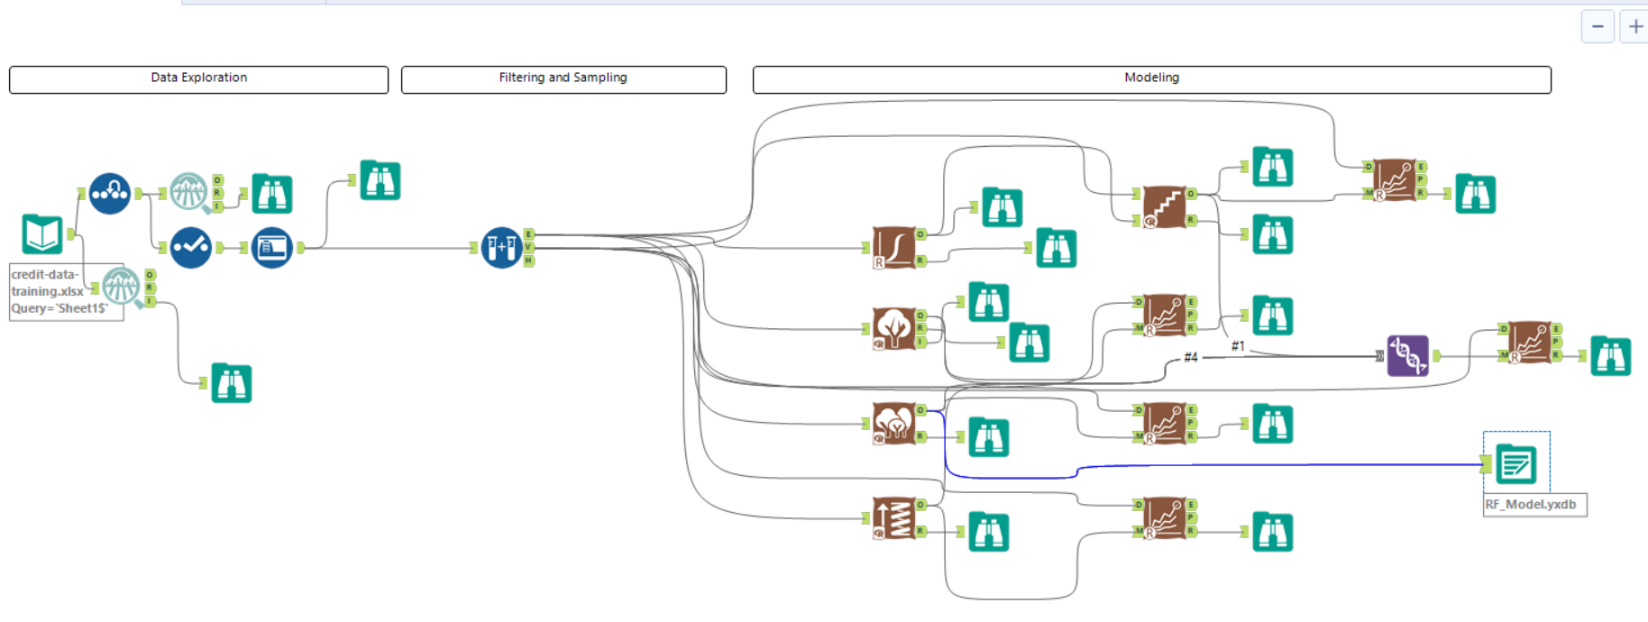 Data Exploration
Filtering and Sampling
Modeling
credit-data-
training.xlsx
Query=`Sheet1$`
O
R
I
O
R
I
E
V
H
R
O
R
R
O
R
I
R
O
R
R
O
R
R
O
R
D
M
R
E
P
R
D
M
R
E
P
R
D
M
R
E
P
R
D
M
R
E
P
R
#1
#4
D
M
R
E
P
R
RF_Model.yxdb